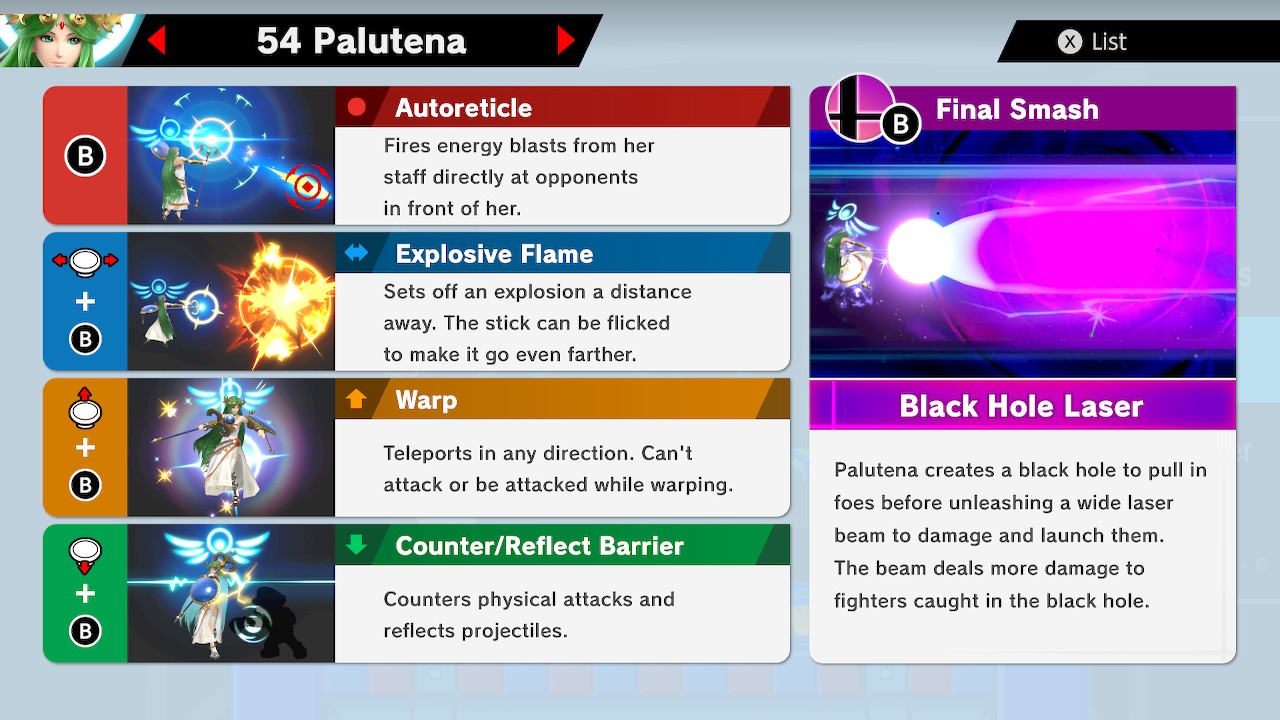 54 Palutena
X List
B
Autoreticle
Fires energy blasts from her
staff directly at opponents
in front of her.
+
B
Explosive Flame
Sets off an explosion a distance
away. The stick can be flicked
to make it go even farther.
+
B
Warp
Teleports in any direction. Can't
attack or be attacked while warping.
+
B
Counter/Reflect Barrier
Counters physical attacks and
reflects projectiles.
B
Final Smash
Black Hole Laser
Palutena creates a black hole to pull in
foes before unleashing a wide laser
beam to damage and launch them.
The beam deals more damage to
fighters caught in the black hole.